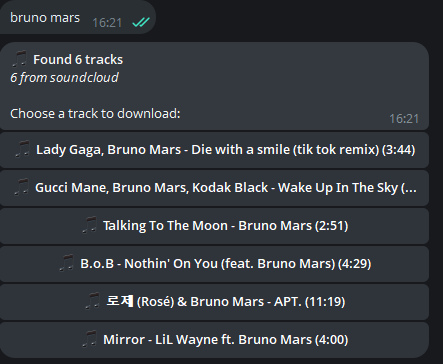 bruno mars 16:21
🎵 Found 6 tracks
6 from soundcloud
Choose a track to download:
16:21
🎵 Lady Gaga, Bruno Mars - Die with a smile (tik tok remix) (3:44)
🎵 Gucci Mane, Bruno Mars, Kodak Black - Wake Up In The Sky (...
🎵 Talking To The Moon - Bruno Mars (2:51)
🎵 B.o.B - Nothin' On You (feat. Bruno Mars) (4:29)
🎵 로제 (Rosé) & Bruno Mars - APT. (11:19)
🎵 Mirror - LiL Wayne ft. Bruno Mars (4:00)